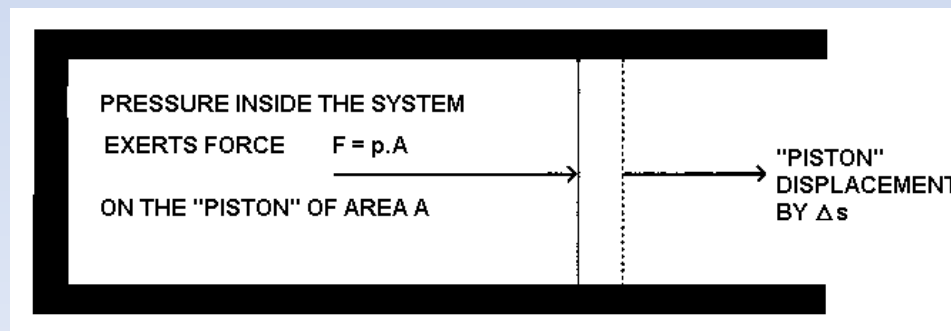 PRESSURE INSIDE THE SYSTEM
EXERTS FORCE F = p.A
ON THE "PISTON" OF AREA A
"PISTON"
DISPLACEMENT
BY Δs